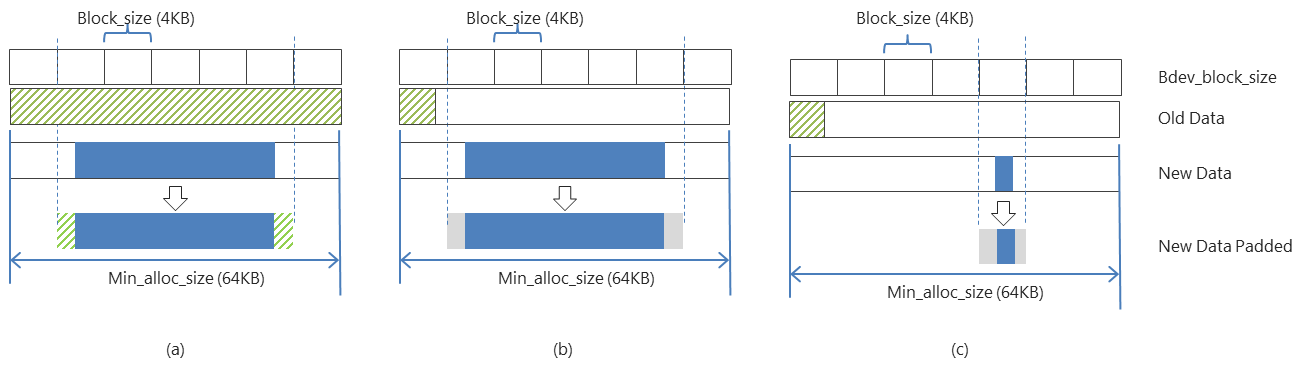 Block_size (4KB)
Block_size (4KB)
Block_size (4KB)
Bdev_block_size
Old Data
New Data
New Data Padded
Min_alloc_size (64KB)
Min_alloc_size (64KB)
Min_alloc_size (64KB)
(a)
(b)
(c)